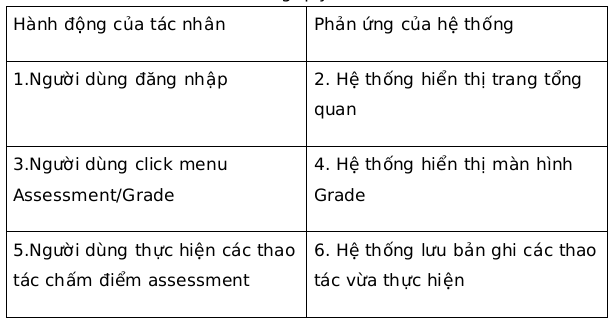 Hành động của tác nhân
Phản ứng của hệ thống
1.Người dùng đăng nhập
2. Hệ thống hiển thị trang tổng
quan
3.Người dùng click menu
Assessment/Grade
4. Hệ thống hiển thị màn hình
Grade
5.Người dùng thực hiện các thao
tác chấm điểm assessment
6. Hệ thống lưu bản ghi các thao
tác vừa thực hiện